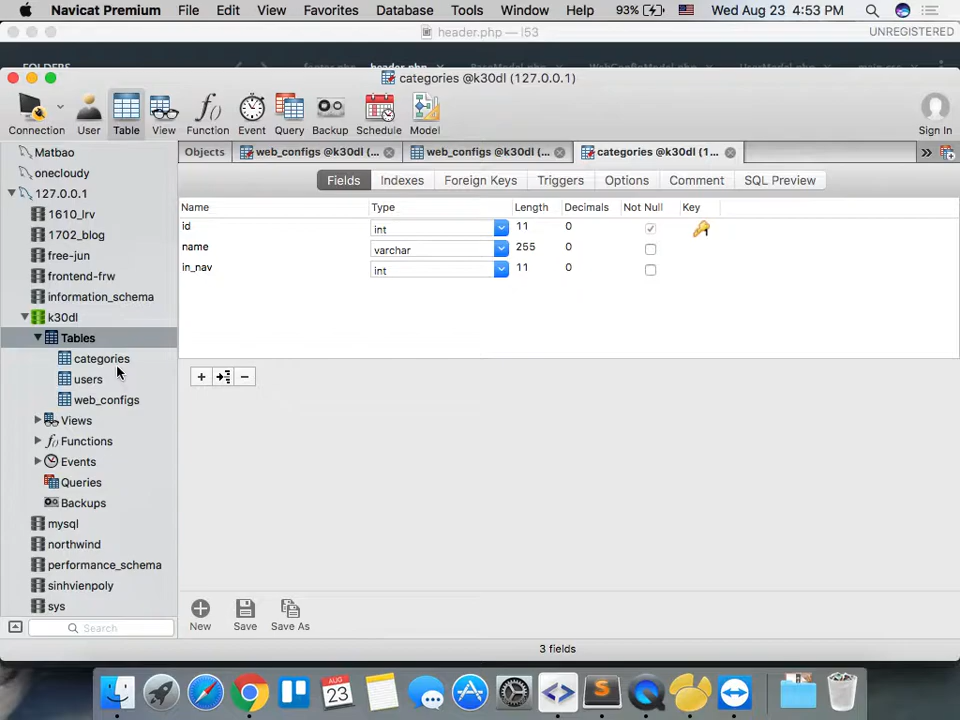 Navicat Premium File Edit View Favorites Database Tools Window Help 93% Wed Aug 23 4:53 PM
header.php — l53 UNREGISTERED
FOLDERS
categories @k30dl (127.0.0.1)
Connection User Table View Function Event Query Backup Schedule Model Sign In
Matbao
onecloudy
127.0.0.1
1610_lrv
1702_blog
free-jun
frontend-frw
information_schema
k30dl
Tables
categories
users
web_configs
Views
Functions
Events
Queries
Backups
mysql
northwind
performance_schema
sinhvienpoly
sys
Search
Objects web_configs @k30dl (... web_configs @k30dl (... categories @k30dl (1... »
Fields Indexes Foreign Keys Triggers Options Comment SQL Preview
Name Type Length Decimals Not Null Key
id int 11 0 1
name varchar 255 0
in_nav int 11 0
New Save Save As
3 fields
AUG
23